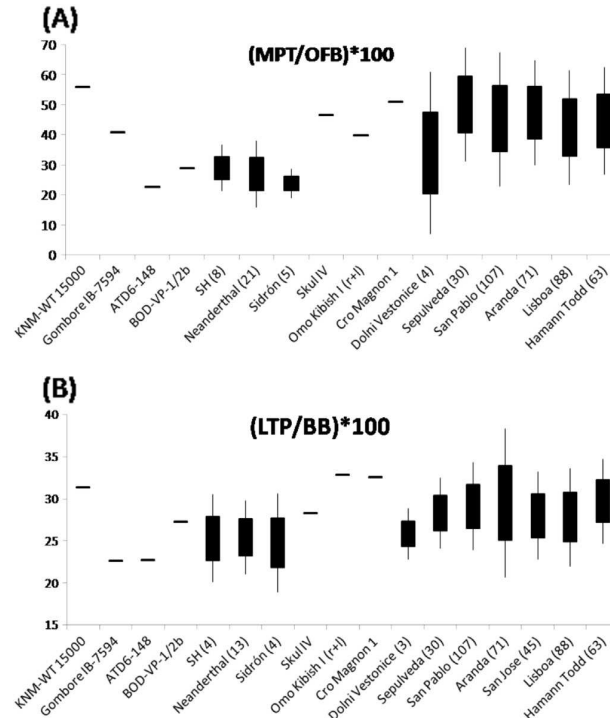 (A)
(MPT/OFB)*100
70
60
50
40
30
20
10
0
KNM-WT 15000
Gombore IB-7594
ATD6-148
BOD-VP-1/2b
SH (8)
Neanderthal (21)
Sidrón (5)
Skul IV
Omo Kibish I (r+l)
Cro Magnon 1
Dolni Vestonice (4)
Sepulveda (30)
San Pablo (107)
Aranda (71)
Lisboa (88)
Hamann Todd (63)
(B)
(LTP/BB)*100
40
35
30
25
20
15
KNM-WT 15000
Gombore IB-7594
ATD6-148
BOD-VP-1/2b
SH (4)
Neanderthal (13)
Sidrón (4)
Skul IV
Omo Kibish I (r+l)
Cro Magnon 1
Dolni Vestonice (3)
Sepulveda (30)
San Pablo (107)
Aranda (71)
San Jose (45)
Lisboa (88)
Hamann Todd (63)